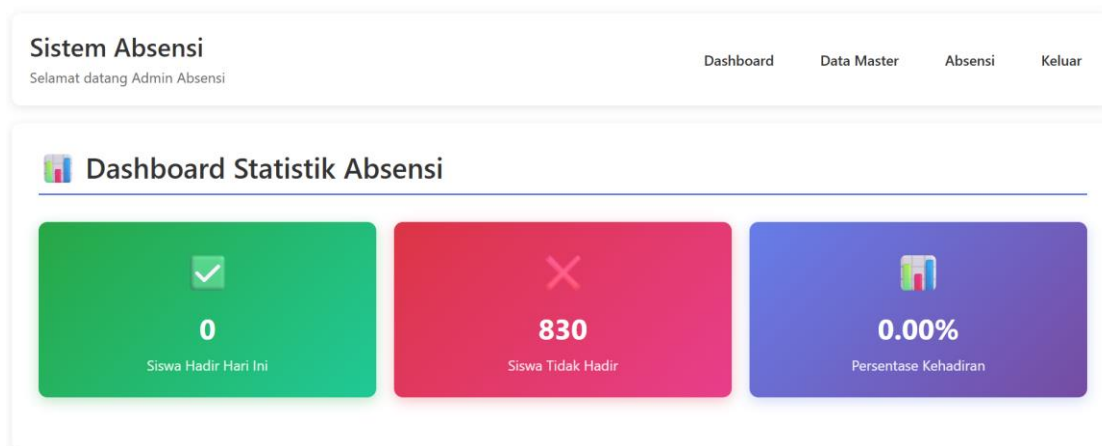 Sistem Absensi
Selamat datang Admin Absensi
Dashboard Data Master Absensi Keluar
Dashboard Statistik Absensi
0
Siswa Hadir Hari Ini
830
Siswa Tidak Hadir
0.00%
Persentase Kehadiran